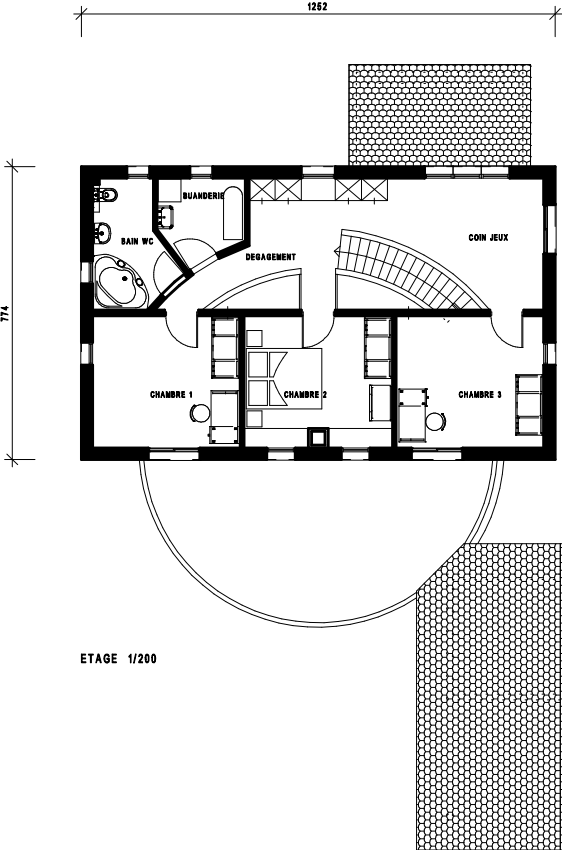 1252
BUANDERIE
BAIN WC
COIN JEUX
DEGAGEMENT
774
CHAMBRE 1
CHAMBRE 2
CHAMBRE 3
ETAGE 1/200